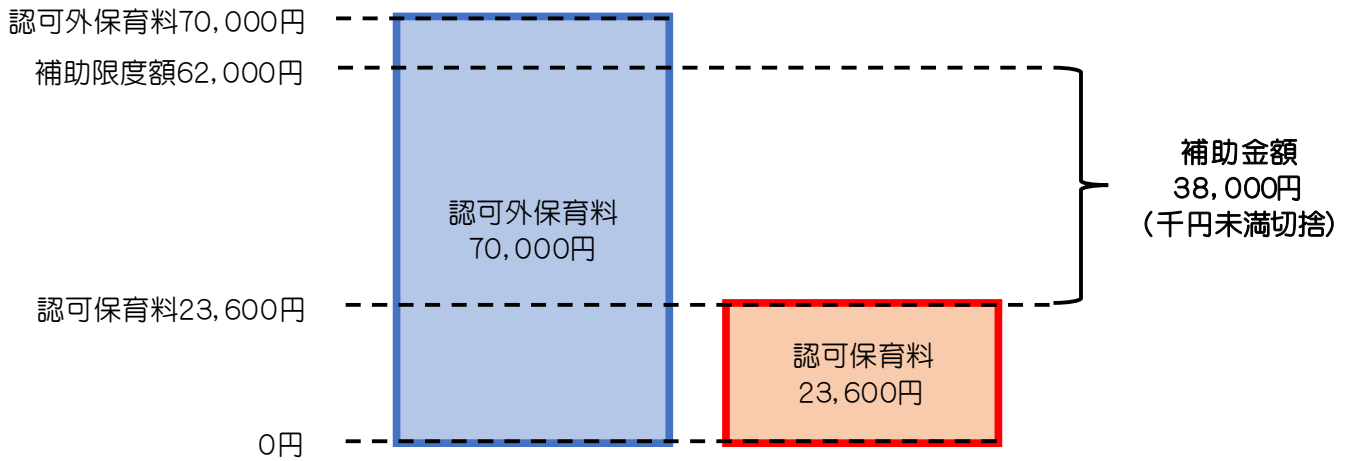 認可外保育料70,000円
補助限度額62,000円
補助金額
38,000円
（千円未満切捨）
認可外保育料
70,000円
認可保育料23,600円
認可保育料
23,600円
0円